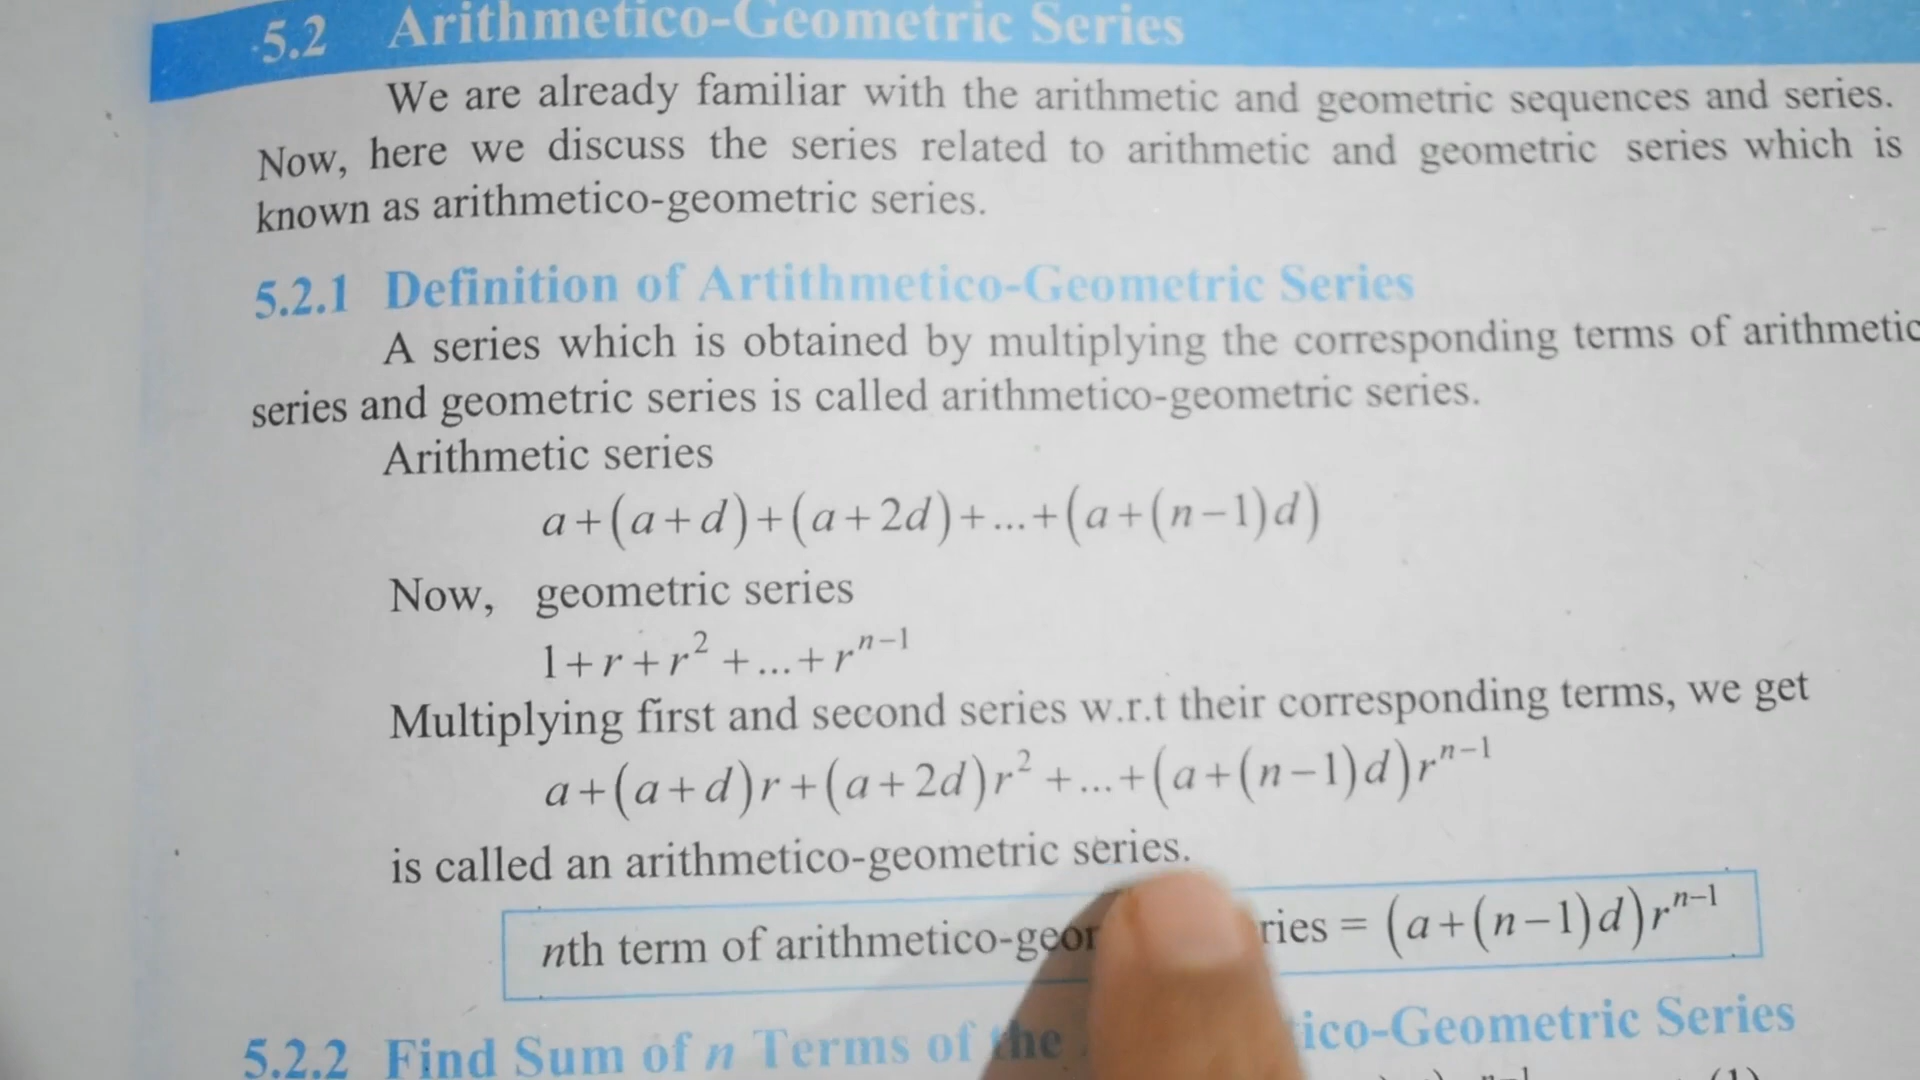 5.2 Arithmetico-Geometric Series
We are already familiar with the arithmetic and geometric sequences and series.
Now, here we discuss the series related to arithmetic and geometric series which is
known as arithmetico-geometric series.
5.2.1 Definition of Artithmetico-Geometric Series
A series which is obtained by multiplying the corresponding terms of arithmetic
series and geometric series is called arithmetico-geometric series.
Arithmetic series
a+(a+d)+(a+2d)+...+(a+(n−1)d)
Now, geometric series
1+r+r² +...+rⁿ⁻¹
Multiplying first and second series w.r.t their corresponding terms, we get
a+(a+d)r+(a+2d)r² +...+(a+(n−1)d)rⁿ⁻¹
is called an arithmetico-geometric series.
nth term of arithmetico-geor ries = (a+(n−1)d)rⁿ⁻¹
5.2.2 Find Sum of n Terms of the ico-Geometric Series